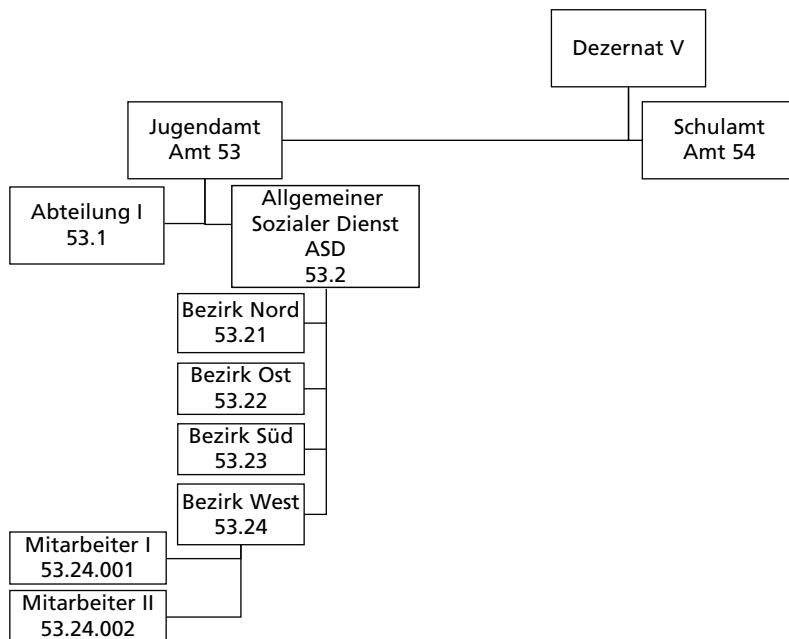 Dezernat V
Jugendamt
Amt 53
Schulamt
Amt 54
Abteilung I
53.1
Allgemeiner
Sozialer Dienst
ASD
53.2
Bezirk Nord
53.21
Bezirk Ost
53.22
Bezirk Süd
53.23
Bezirk West
53.24
Mitarbeiter I
53.24.001
Mitarbeiter II
53.24.002